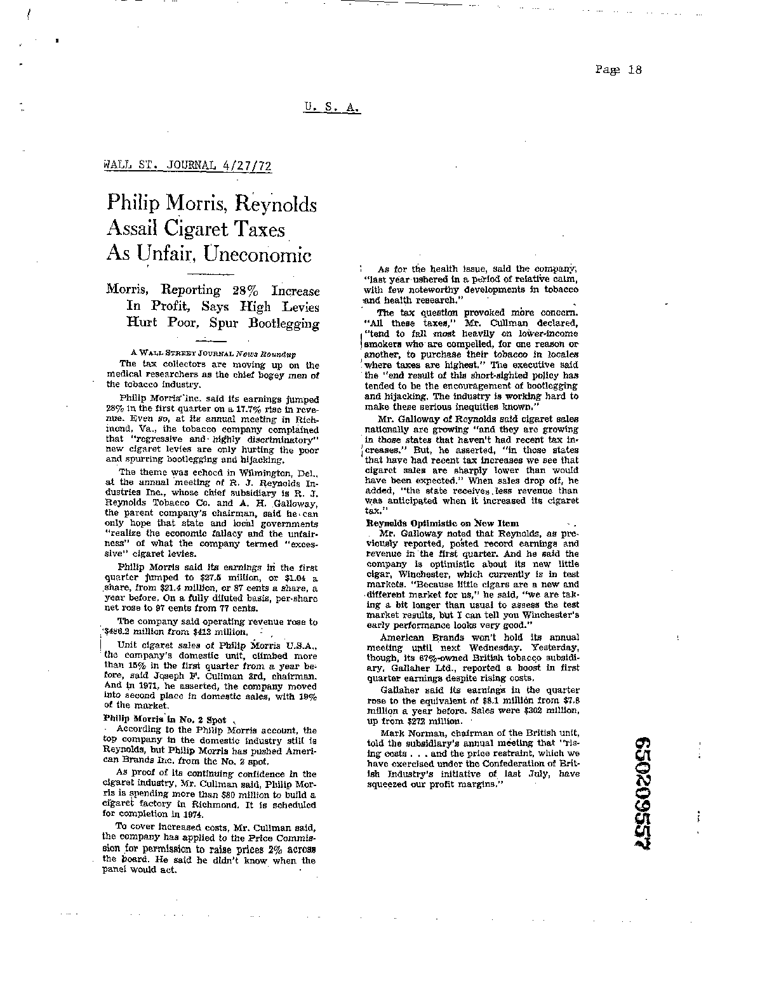 Page 18
U. S. A.
WALL ST. JOURNAL 4/27/72
Philip Morris, Reynolds
Assail Cigaret Taxes
As Unfair, Uneconomic
Morris, Reporting 28% Increase
In Profit, Says High Levies
Hurt Poor, Spur Bootlegging
A WALL STREET JOURNAL News Roundup
The tax collectors are moving up on the
medical researchers as the chief bogey men of
the tobacco industry.
Philip Morris Inc. said its earnings jumped
28% in the first quarter on a 17.7% rise in reve-
nue. Even so, at its annual meeting in Rich-
mond, Va., the tobacco company complained
that "regressive and highly discriminatory"
new cigaret levies are only hurting the poor
and spurring bootlegging and hijacking.
The theme was echoed in Wilmington, Del.,
at the annual meeting of R. J. Reynolds In-
dustries Inc., whose chief subsidiary is R. J.
Reynolds Tobacco Co. and A. H. Galloway,
the parent company's chairman, said he can
only hope that state and local governments
"realize the economic fallacy and the unfair-
ness" of what the company termed "exces-
sive" cigaret levies.
Philip Morris said its earnings in the first
quarter jumped to $27.5 million, or $1.04 a
share, from $21.4 million, or 87 cents a share, a
year before. On a fully diluted basis, per-share
net rose to 97 cents from 77 cents.
The company said operating revenue rose to
$486.2 million from $413 million.
Unit cigaret sales of Philip Morris U.S.A.,
the company's domestic unit, climbed more
than 15% in the first quarter from a year be-
fore, said Joseph F. Cullman 3rd, chairman.
And in 1971, he asserted, the company moved
into second place in domestic sales, with 19%
of the market.
Philip Morris in No. 2 Spot
According to the Philip Morris account, the
top company in the domestic industry still is
Reynolds, but Philip Morris has pushed Ameri-
can Brands Inc. from the No. 2 spot.
As proof of its continuing confidence in the
cigaret industry, Mr. Cullman said, Philip Mor-
ris is spending more than $80 million to build a
cigaret factory in Richmond. It is scheduled
for completion in 1974.
To cover increased costs, Mr. Cullman said,
the company has applied to the Price Commis-
sion for permission to raise prices 2% across
the board. He said he didn't know when the
panel would act.
As for the health issue, said the company,
"last year ushered in a period of relative calm,
with few noteworthy developments in tobacco
and health research."
The tax question provoked more concern.
"All these taxes," Mr. Cullman declared,
"tend to fall most heavily on lower-income
smokers who are compelled, for one reason or
another, to purchase their tobacco in locales
where taxes are highest." The executive said
the "end result of this short-sighted policy has
tended to be the encouragement of bootlegging
and hijacking. The industry is working hard to
make these serious inequities known."
Mr. Galloway of Reynolds said cigaret sales
nationally are growing "and they are growing
in those states that haven't had recent tax in-
creases." But, he asserted, "in those states
that have had recent tax increases we see that
cigaret sales are sharply lower than would
have been expected." When sales drop off, he
added, "the state receives less revenue than
was anticipated when it increased its cigaret
tax."
Reynolds Optimistic on New Item
Mr. Galloway noted that Reynolds, as pre-
viously reported, posted record earnings and
revenue in the first quarter. And he said the
company is optimistic about its new little
cigar, Winchester, which currently is in test
markets. "Because little cigars are a new and
different market for us," he said, "we are tak-
ing a bit longer than usual to assess the test
market results, but I can tell you Winchester's
early performance looks very good."
American Brands won't hold its annual
meeting until next Wednesday. Yesterday,
though, its 67%-owned British tobacco subsidi-
ary, Gallaher Ltd., reported a boost in first
quarter earnings despite rising costs.
Gallaher said its earnings in the quarter
rose to the equivalent of $8.1 million from $7.8
million a year before. Sales were $302 million,
up from $272 million.
Mark Norman, chairman of the British unit,
told the subsidiary's annual meeting that "ris-
ing costs . . . and the price restraint, which we
have exercised under the Confederation of Brit-
ish Industry's initiative of last July, have
squeezed our profit margins."
650209557